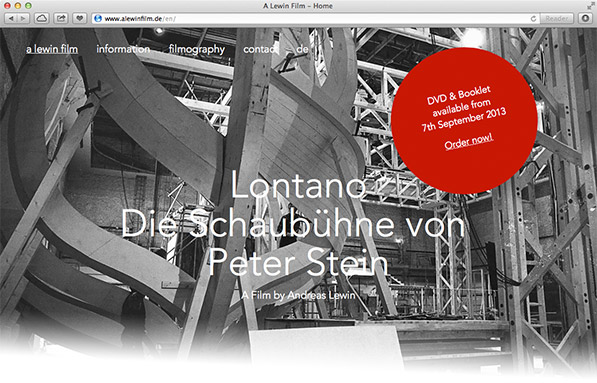 A Lewin Film – Home
www.alewinfilm.de/en/
Reader
a lewin film information filmography contact de
DVD & Booklet
available from
7th September 2013
Order now!
Lontano
Die Schaubühne von
Peter Stein
A Film by Andreas Lewin